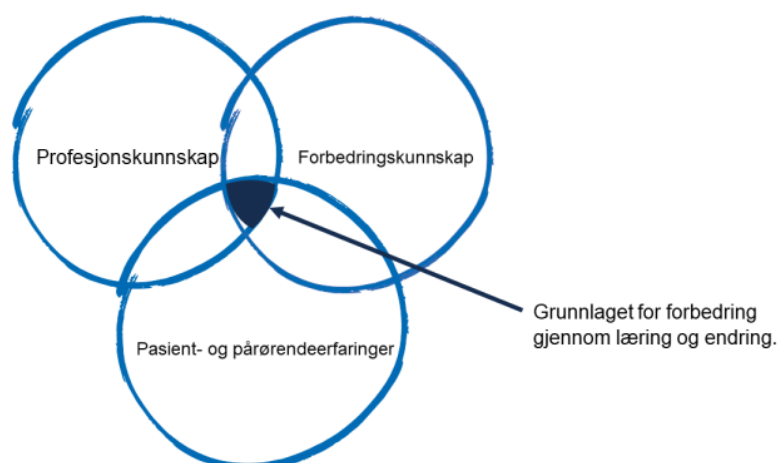 Profesjonskunnskap
Forbedringskunnskap
Pasient- og pårørendeerfaringer
Grunnlaget for forbedring
gjennom læring og endring.